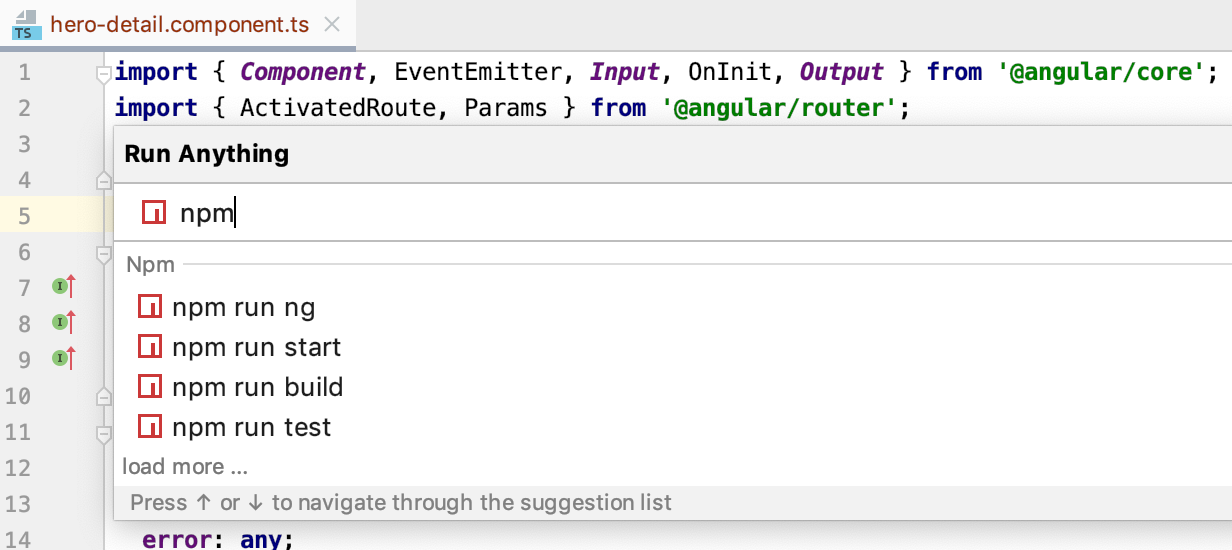 TS hero-detail.component.ts
1 import { Component, EventEmitter, Input, OnInit, Output } from '@angular/core';
2 import { ActivatedRoute, Params } from '@angular/router';
3
Run Anything
4
5 npm
6
Npm
7 npm run ng
8 npm run start
9
10 npm run build
11 npm run test
12 load more ...
13 Press ↑ or ↓ to navigate through the suggestion list
14 error: any;